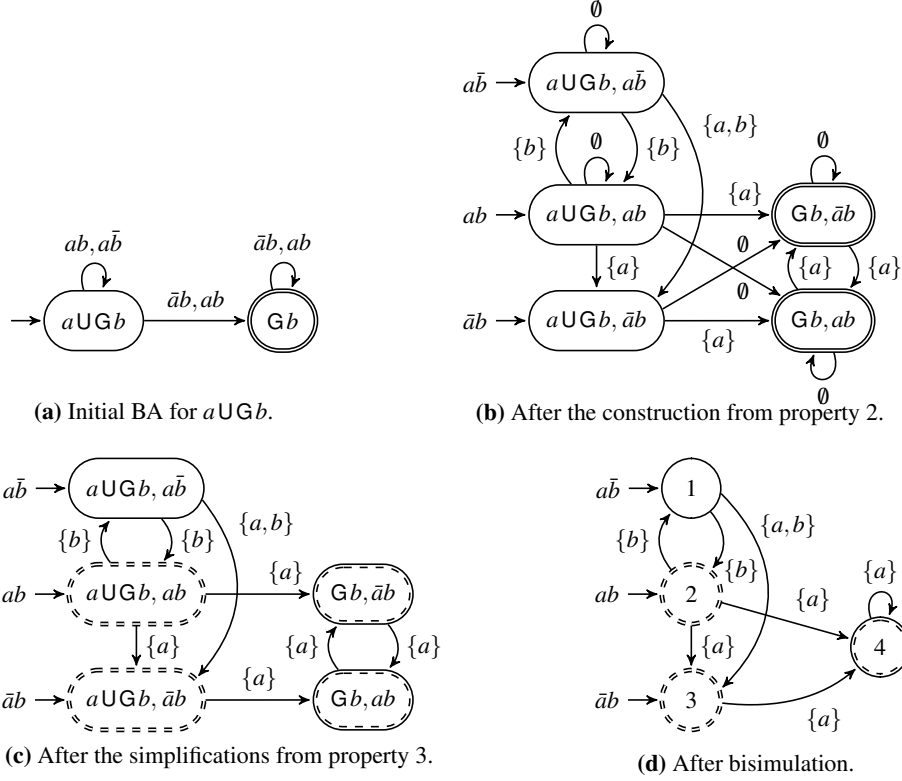 ab, ab̄
āb, ab
aUGb
āb, ab
Gb
(a) Initial BA for aUGb.
∅
ab̄
aUGb, ab̄
{a, b}
{b}
∅
{b}
∅
ab
aUGb, ab
{a}
Gb, āb
{a}
∅
∅
{a}
{a}
āb
aUGb, āb
{a}
Gb, ab
∅
(b) After the construction from property 2.
ab̄
aUGb, ab̄
{a, b}
{b}
{b}
ab
aUGb, ab
{a}
Gb, āb
{a}
{a}
{a}
āb
aUGb, āb
{a}
Gb, ab
(c) After the simplifications from property 3.
ab̄
1
{a, b}
{b}
{b}
{a}
ab
2
{a}
4
{a}
āb
3
{a}
(d) After bisimulation.